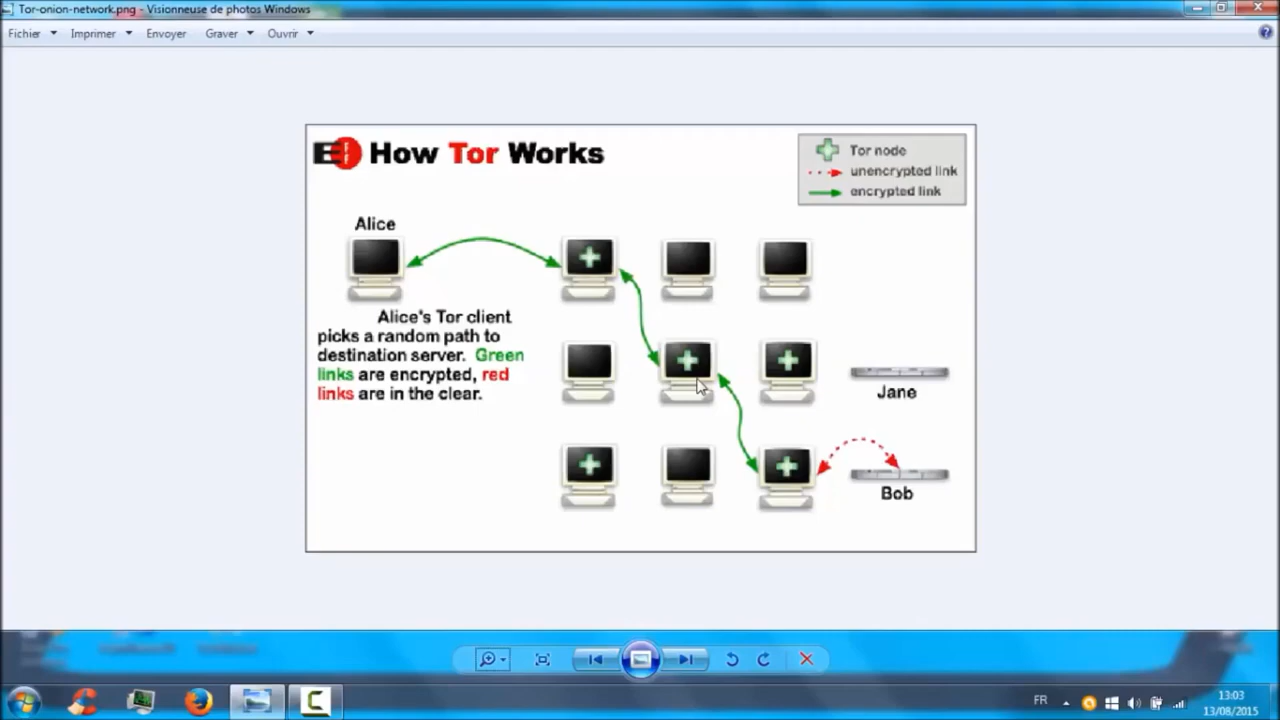 Tor-onion-network.png - Visionneuse de photos Windows
Fichier Imprimer Envoyer Graver Ouvrir
How Tor Works
Tor node
unencrypted link
encrypted link
Alice
Alice's Tor client
picks a random path to
destination server. Green
links are encrypted, red
links are in the clear.
Jane
Bob
FR
13:03
13/08/2015